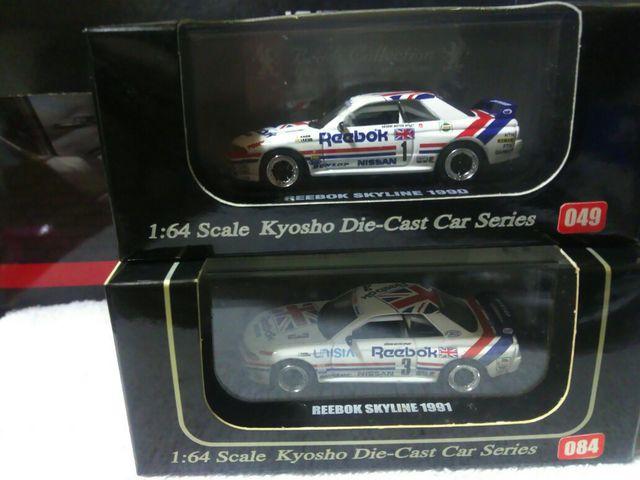 Reebok
1
DUNLOP NISSAN
REEBOK SKYLINE 1990
1:64 Scale Kyosho Die-Cast Car Series 049
UNISIA Reebok
3
NISSAN
REEBOK SKYLINE 1991
1:64 Scale Kyosho Die-Cast Car Series 084